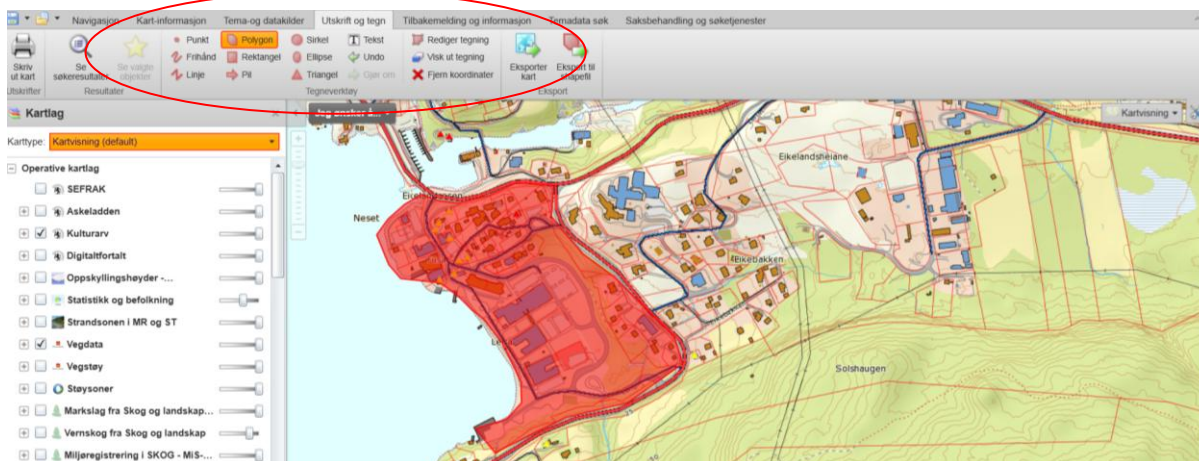 Navigasjon Kart-informasjon Tema-og datakilder Utskrift og tegn Tilbakemelding og informasjon Temadata søk Saksbehandling og søketjenester
Skriv ut kart
Se søkeresultater
Se valgte objekter
Punkt Polygon Sirkel Tekst Rediger tegning
Frihånd Rektangel Ellipse Undo Visk ut tegning
Linje Pil Triangel Gjør om Fjern koordinater
Eksporter kart
Eksport til shapefil
Utskrifter Resultater Tegneverktøy Eksport
Kartlag
Jeg ønsker å...
Kartvisning
Karttype: Kartvisning (default)
Operative kartlag
SEFRAK
Askeladden
Kulturarv
Digitaltfortalt
Oppskyllingshøyder -...
Statistikk og befolkning
Strandsonen i MR og ST
Vegdata
Vegstøy
Støysoner
Markslag fra Skog og landskap...
Vernskog fra Skog og landskap
Miljøregistrering i SKOG - MiS-...
Eikelandsheiane
Neset
Eikebakken
Solshaugen